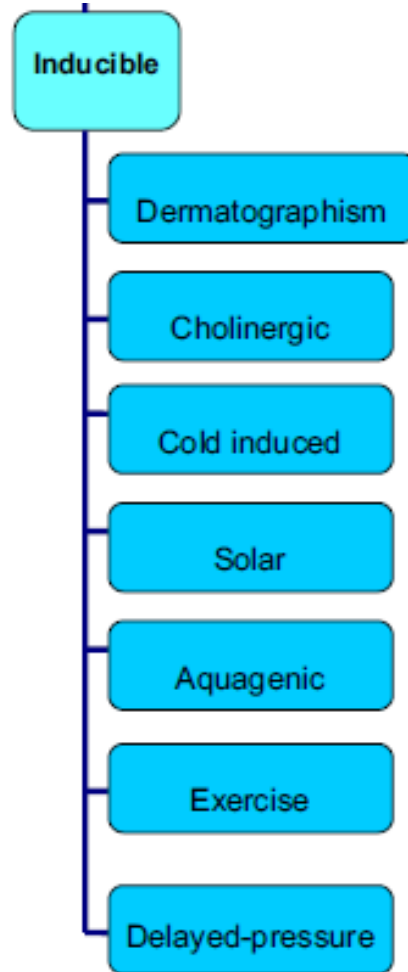 Inducible
Dermatographism
Cholinergic
Cold induced
Solar
Aquagenic
Exercise
Delayed-pressure